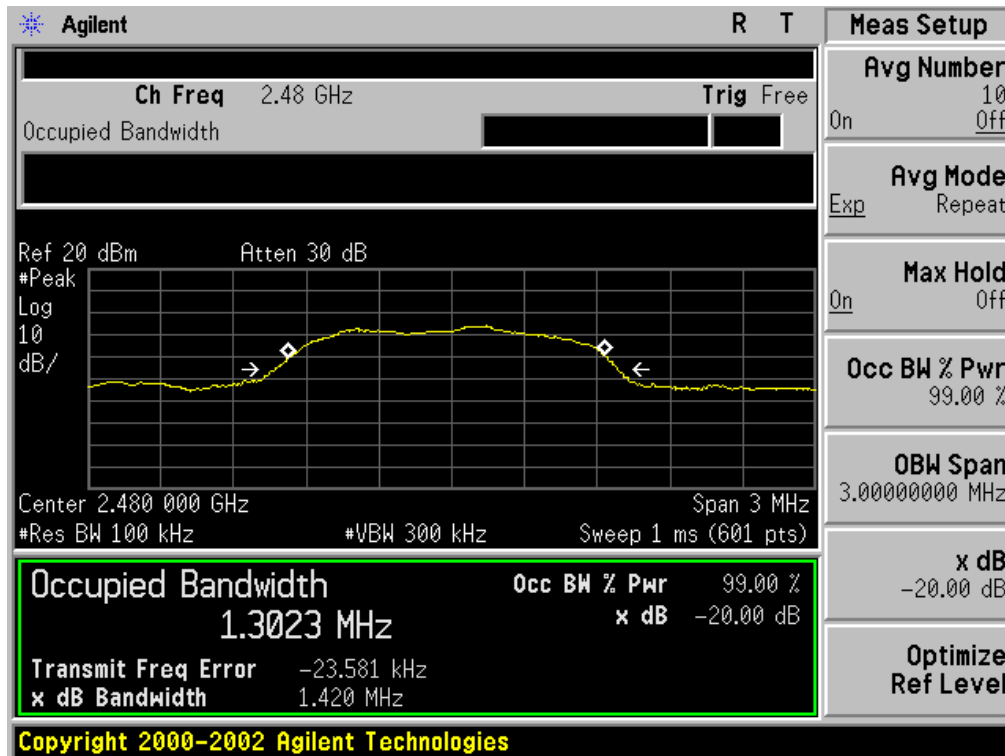 Agilent R T
Ch Freq 2.48 GHz Trig Free
Occupied Bandwidth
Ref 20 dBm Atten 30 dB
#Peak
Log
10
dB/
Center 2.480 000 GHz Span 3 MHz
#Res BW 100 kHz #VBW 300 kHz Sweep 1 ms (601 pts)
Occupied Bandwidth Occ BW % Pwr 99.00 %
1.3023 MHz x dB -20.00 dB
Transmit Freq Error -23.581 kHz
x dB Bandwidth 1.420 MHz
Copyright 2000-2002 Agilent Technologies
Meas Setup
Avg Number
10
On Off
Avg Mode
Exp Repeat
Max Hold
On Off
Occ BW % Pwr
99.00 %
OBW Span
3.00000000 MHz
x dB
-20.00 dB
Optimize
Ref Level